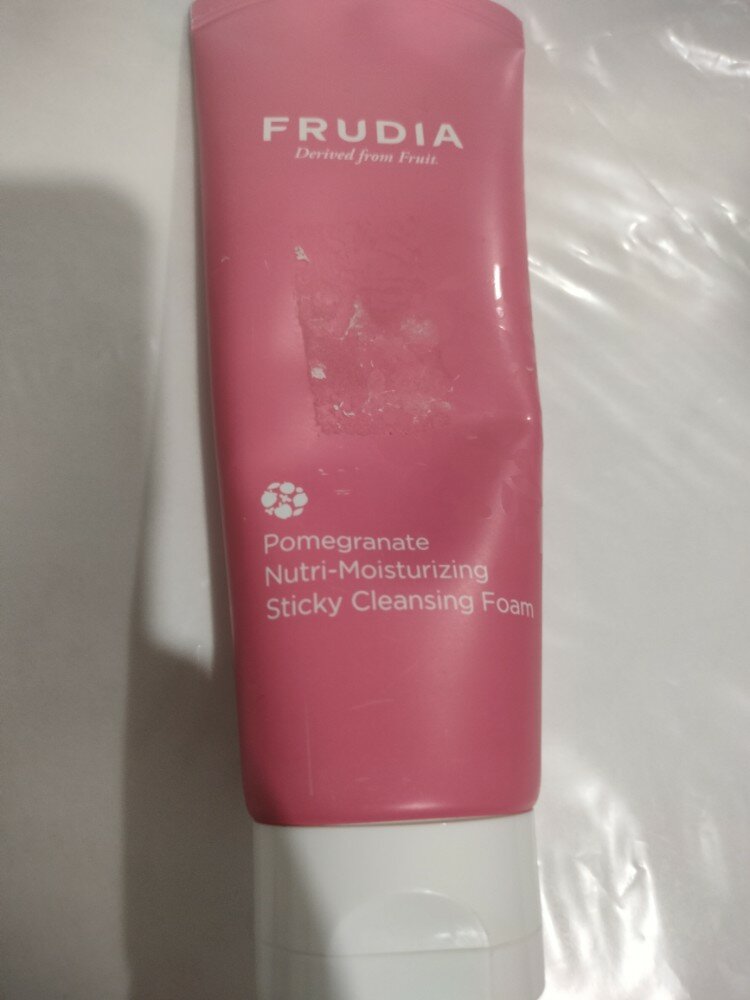 FRUDIA
Derived from Fruit.
Pomegranate
Nutri-Moisturizing
Sticky Cleansing Foam